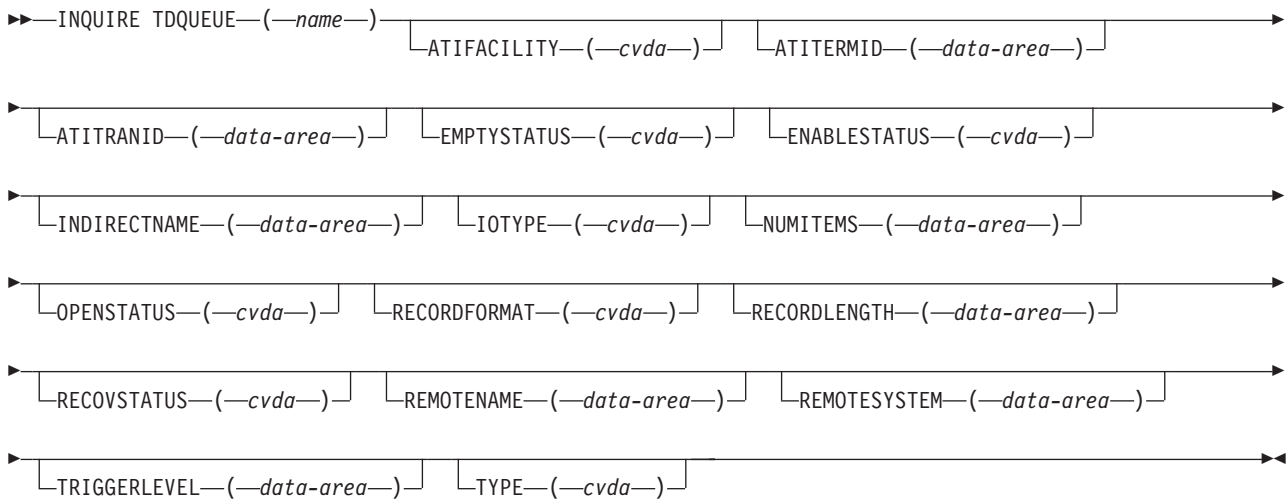 INQUIRE TDQUEUE ( name ) ATIFACILITY ( cvda ) ATITERMID ( data-area )
ATITRANID ( data-area ) EMPTYSTATUS ( cvda ) ENABLESTATUS ( cvda )
INDIRECTNAME ( data-area ) IOTYPE ( cvda ) NUMITEMS ( data-area )
OPENSTATUS ( cvda ) RECORDFORMAT ( cvda ) RECORDLENGTH ( data-area )
RECOVSTATUS ( cvda ) REMOTENAME ( data-area ) REMOTESYSTEM ( data-area )
TRIGGERLEVEL ( data-area ) TYPE ( cvda )